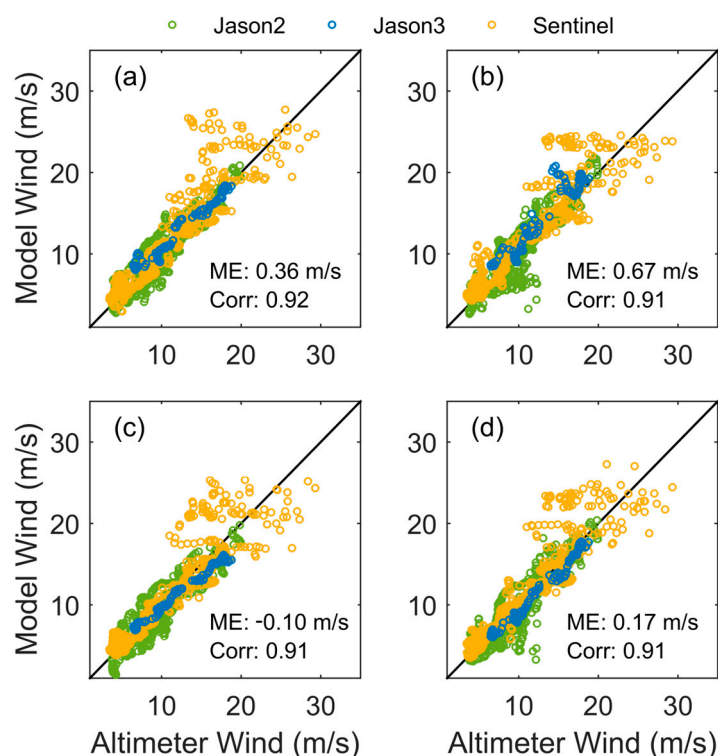 Jason2 Jason3 Sentinel
(a) (b)
Model Wind (m/s)
30
20
10
ME: 0.36 m/s
Corr: 0.92
10 20 30
30
20
10
ME: 0.67 m/s
Corr: 0.91
10 20 30
(c) (d)
Model Wind (m/s)
30
20
10
ME: -0.10 m/s
Corr: 0.91
10 20 30
Altimeter Wind (m/s)
30
20
10
ME: 0.17 m/s
Corr: 0.91
10 20 30
Altimeter Wind (m/s)